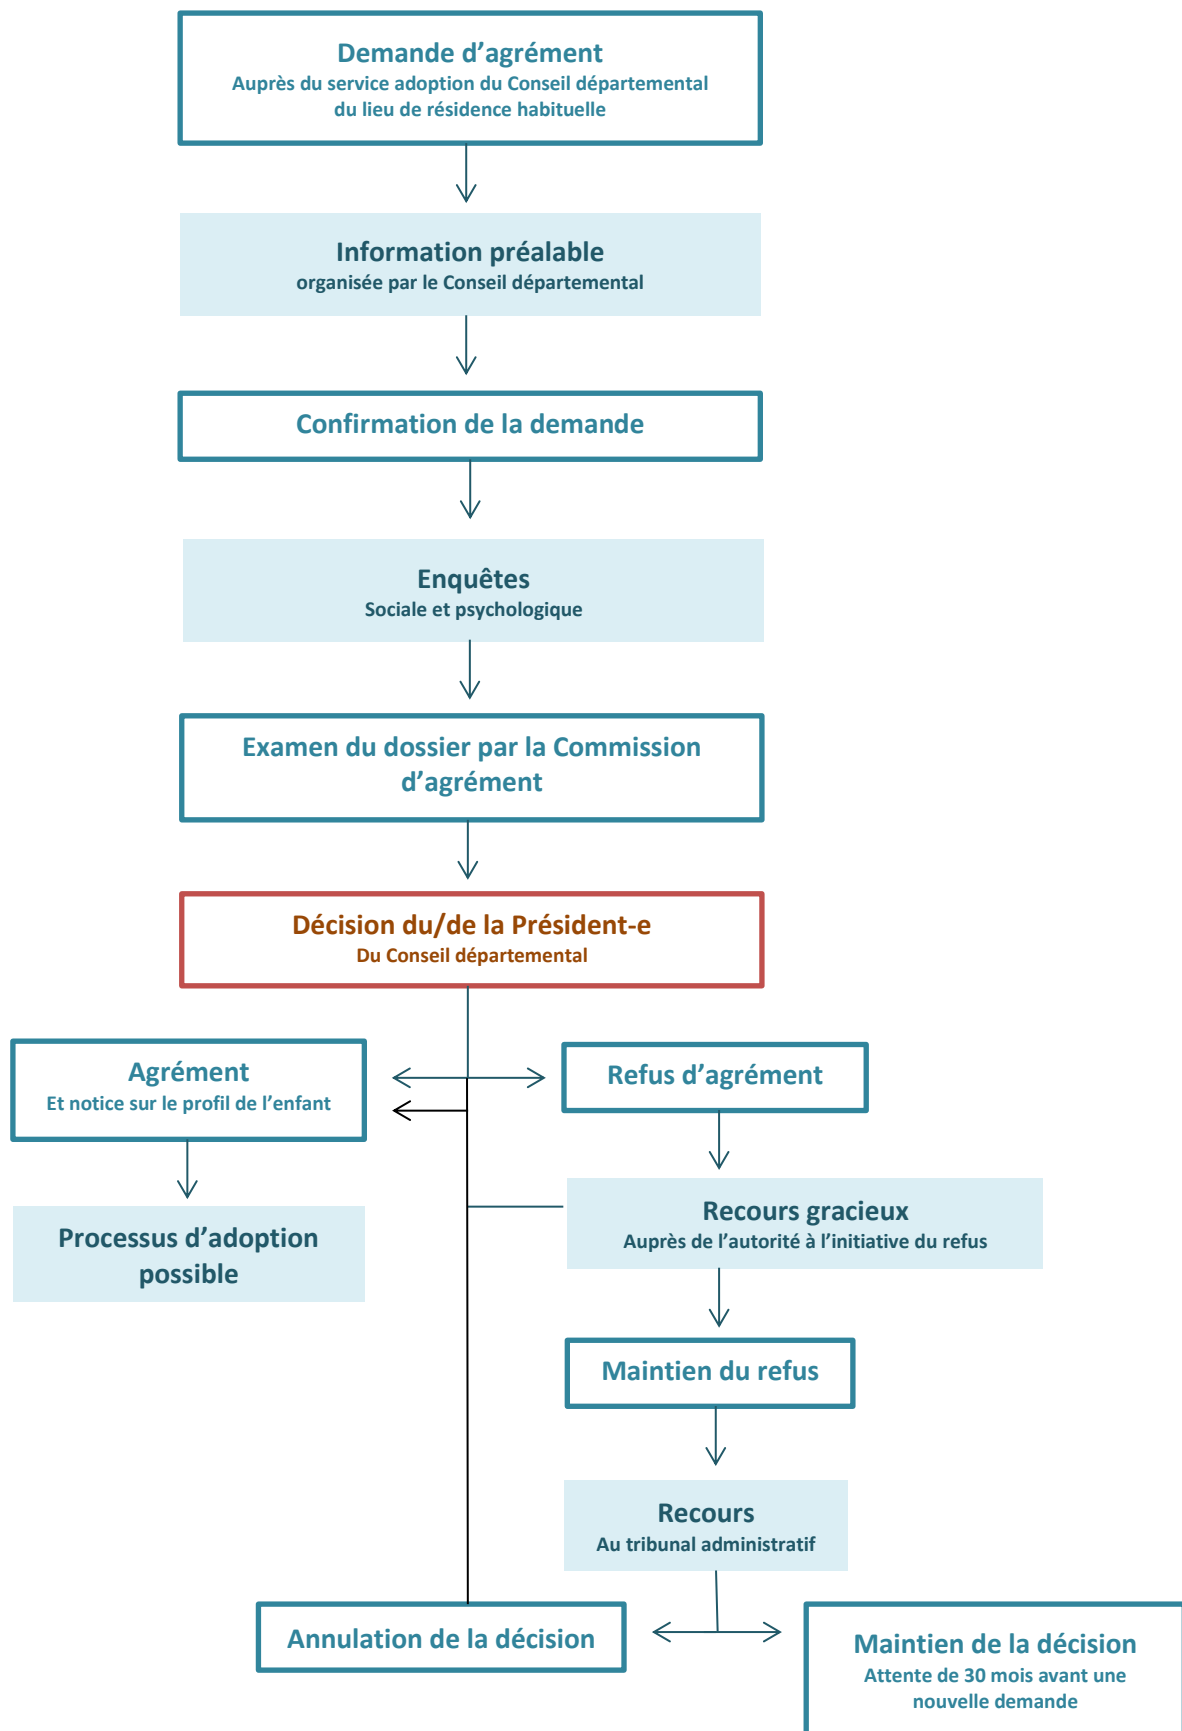 Demande d’agrément
Auprès du service adoption du Conseil départemental
du lieu de résidence habituelle
Information préalable
organisée par le Conseil départemental
Confirmation de la demande
Enquêtes
Sociale et psychologique
Examen du dossier par la Commission
d’agrément
Décision du/de la Président-e
Du Conseil départemental
Agrément
Et notice sur le profil de l’enfant
Refus d’agrément
Processus d’adoption
possible
Recours gracieux
Auprès de l’autorité à l’initiative du refus
Maintien du refus
Recours
Au tribunal administratif
Annulation de la décision
Maintien de la décision
Attente de 30 mois avant une
nouvelle demande